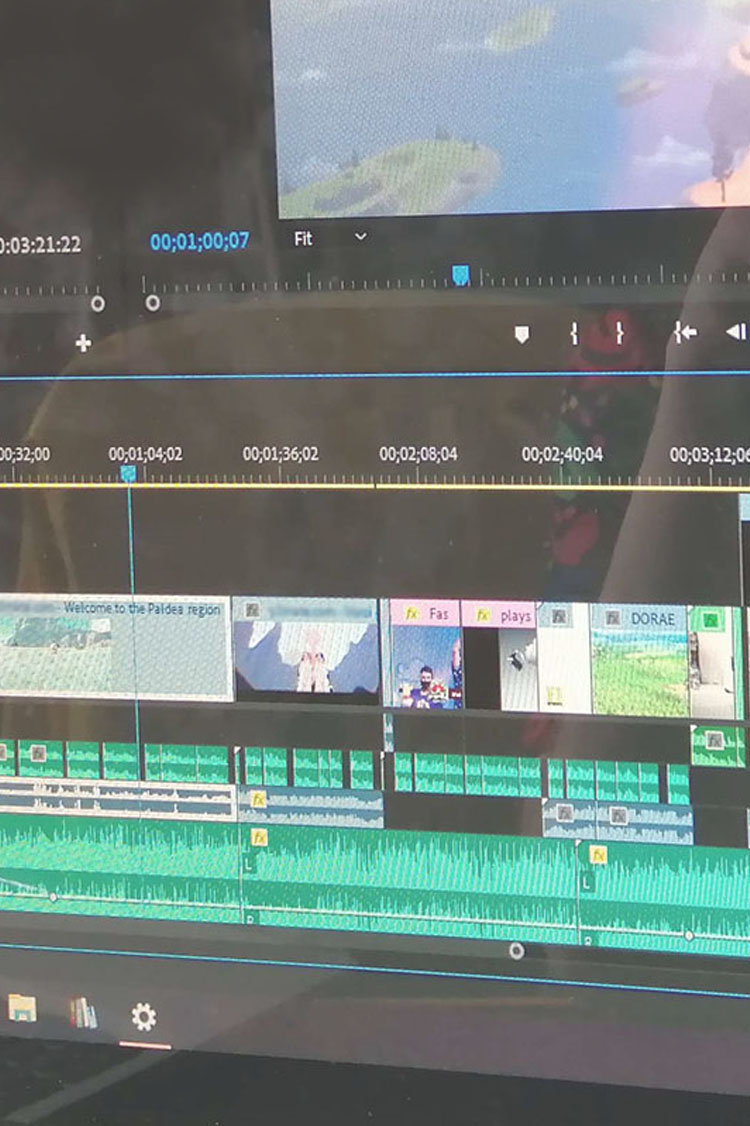 0:03:21:22
00;01;00;07
Fit
00;32;00
00;01;04;02
00;01;36;02
00;02;08;04
00;02;40;04
00;03;12;06
Welcome to the Paldea region
fx Fas
fx plays
DORAE
fx
fx
L
fx
L